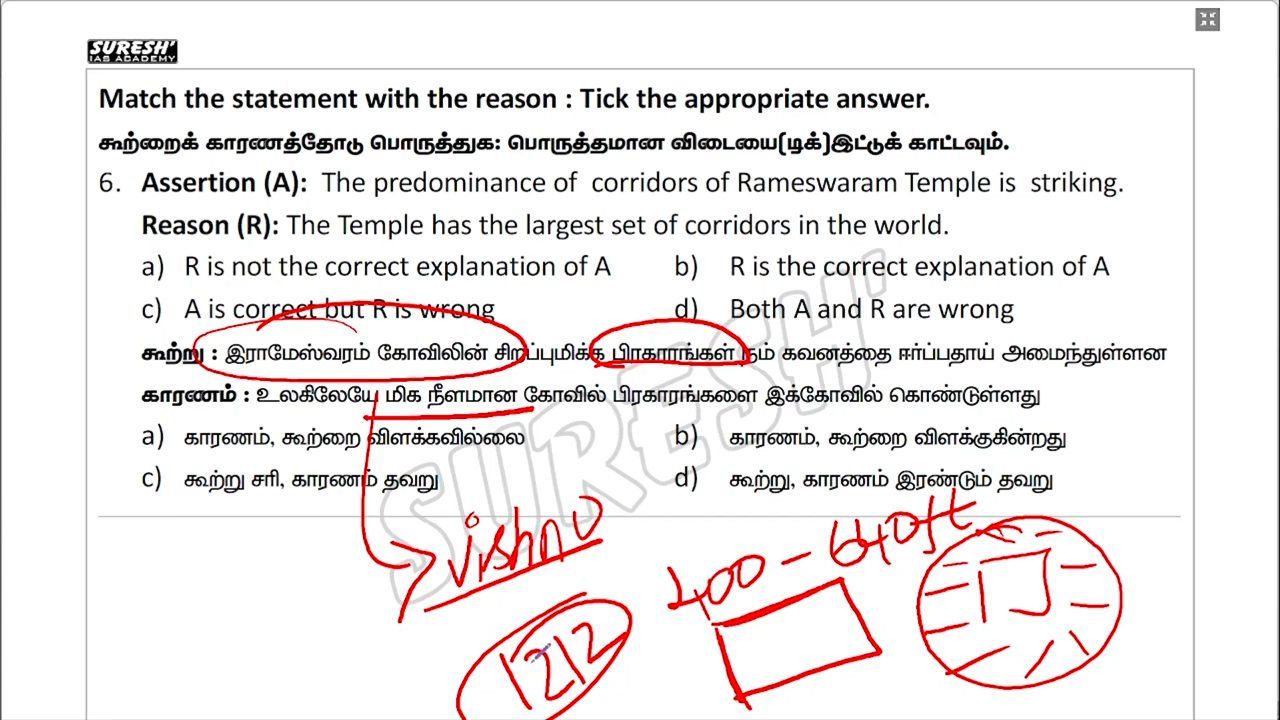 SURESH'
IAS ACADEMY
Match the statement with the reason : Tick the appropriate answer.
கூற்றைக் காரணத்தோடு பொருத்துக: பொருத்தமான விடையை(டிக்)இட்டுக் காட்டவும்.
6. Assertion (A): The predominance of corridors of Rameswaram Temple is striking.
Reason (R): The Temple has the largest set of corridors in the world.
a) R is not the correct explanation of A b) R is the correct explanation of A
c) A is correct but R is wrong d) Both A and R are wrong
கூற்று : இராமேஸ்வரம் கோவிலின் சிறப்புமிக்க பிரகாரங்கள் நம் கவனத்தை ஈர்ப்பதாய் அமைந்துள்ளன
காரணம் : உலகிலேயே மிக நீளமான கோவில் பிரகாரங்களை இக்கோவில் கொண்டுள்ளது
a) காரணம், கூற்றை விளக்கவில்லை b) காரணம், கூற்றை விளக்குகின்றது
c) கூற்று சரி, காரணம் தவறு d) கூற்று, காரணம் இரண்டும் தவறு
SURESH'
vishnu
400 - 640ft
1212